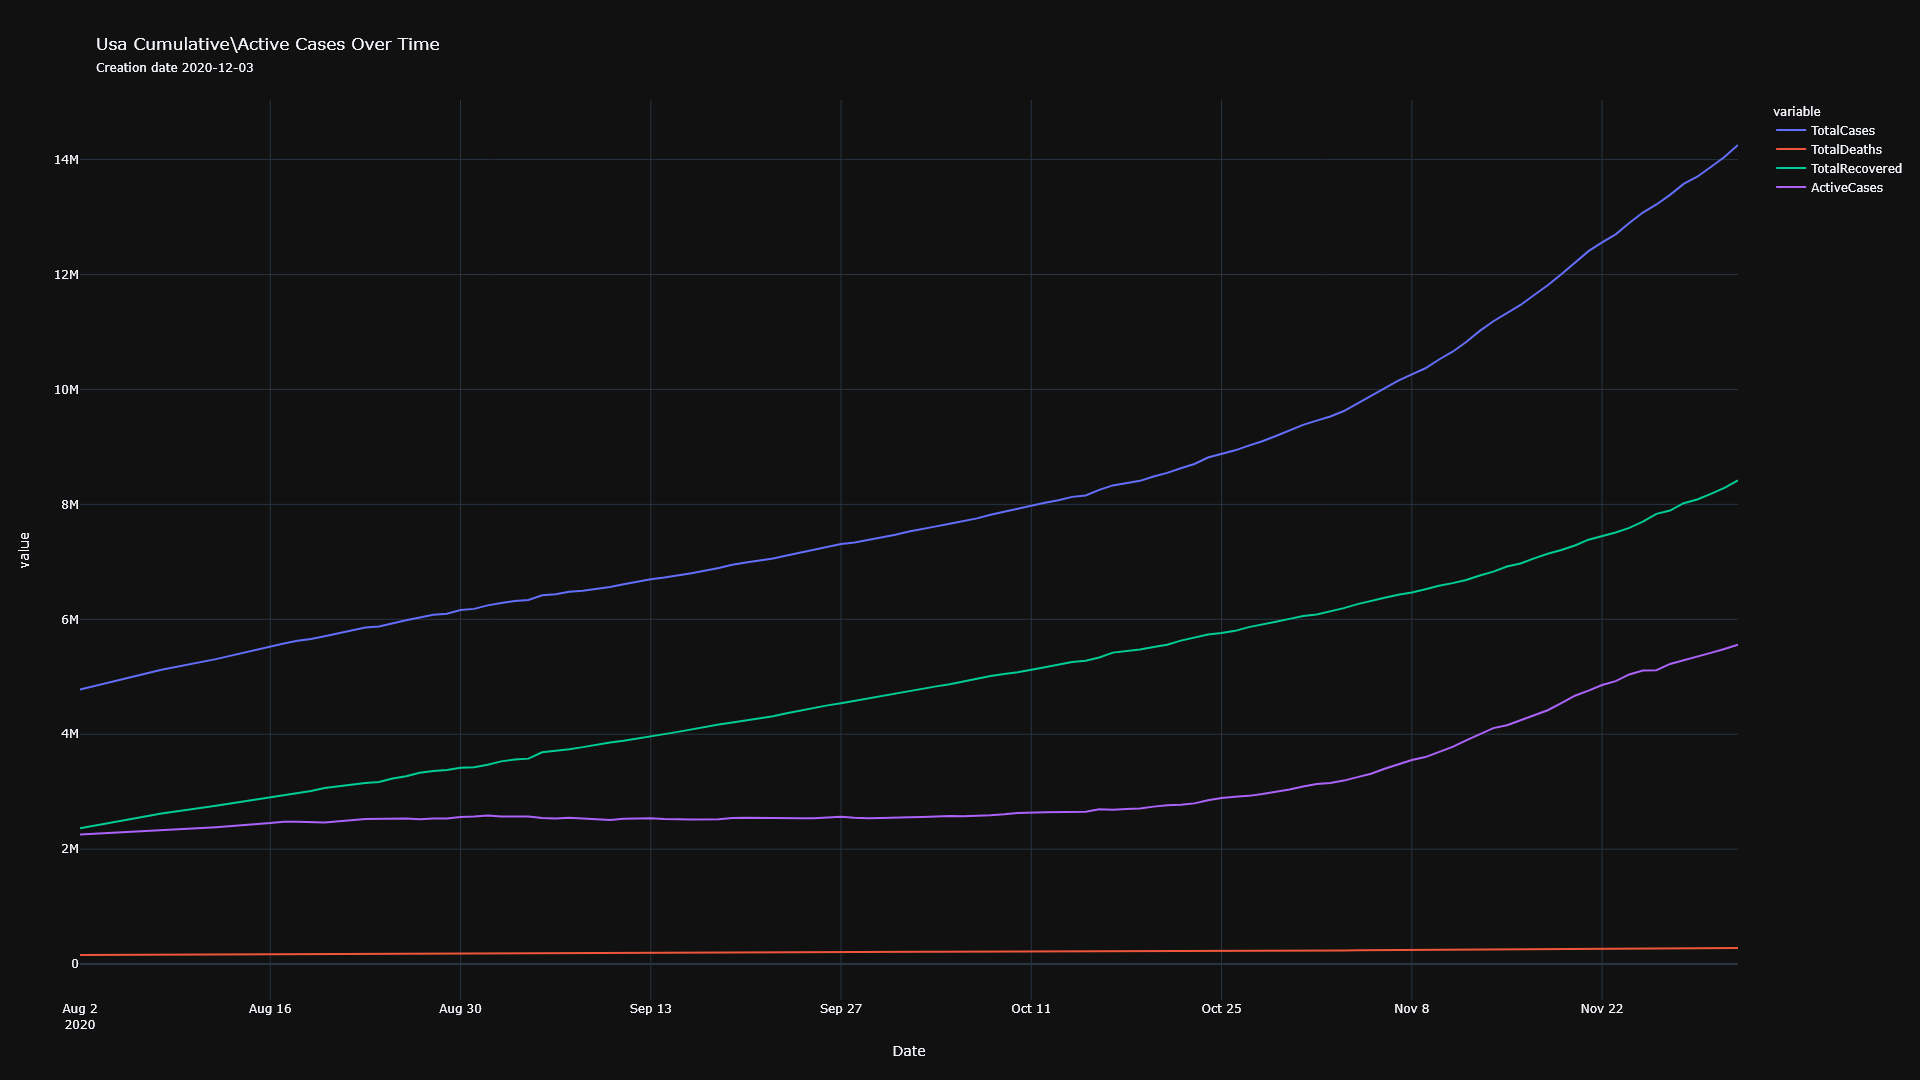 Usa Cumulative\Active Cases Over Time
Creation date 2020-12-03
variable
TotalCases
TotalDeaths
TotalRecovered
ActiveCases
14M
12M
10M
8M
6M
4M
2M
0
value
Aug 2
2020
Aug 16
Aug 30
Sep 13
Sep 27
Oct 11
Oct 25
Nov 8
Nov 22
Date